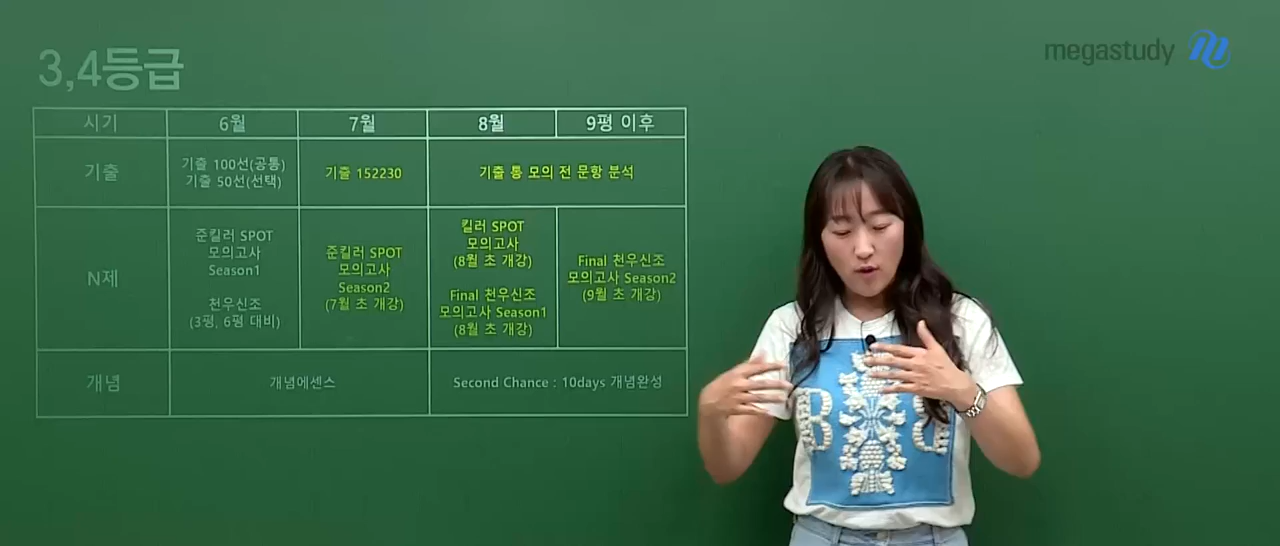 3,4등급
megastudy
시기 6월 7월 8월 9평 이후
기출
기출 100선(공통)
기출 50선(선택)
기출 152230
기출 통 모의 전 문항 분석
N제
준킬러 SPOT
모의고사
Season1
천우신조
(3평, 6평 대비)
준킬러 SPOT
모의고사
Season2
(7월 초 개강)
킬러 SPOT
모의고사
(8월 초 개강)
Final 천우신조
모의고사 Season1
(8월 초 개강)
Final 천우신조
모의고사 Season2
(9월 초 개강)
개념
개념에센스
Second Chance : 10days 개념완성
B
B